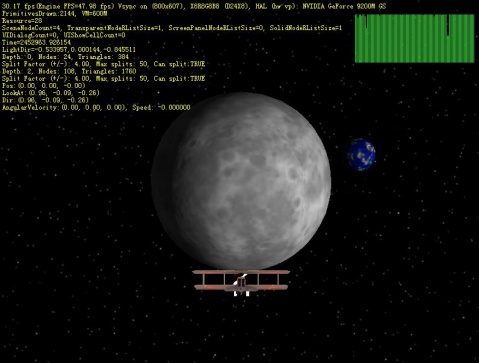 30.17 fps(Engine FPS=47.98 fps) Vsync on (800x607), X8R8G8B8 (D24X8), HAL (hw vp): NVIDIA GeForce 9200M GS
PrimitivesDrawn:2144, VM=600M
Resource=28
SceneNodeCount=4, TransparentNodeRListSize=1, ScreenPanelNodeRListSize=0, SolidNodeRListSize=1
UIDialogCount=0, UIShowCellCount=0
Time=2452963.926154
LightDir=-0.533957,0.000144,-0.845511
Depth: 0, Nodes: 24, Triangles: 384
Split Factor (+/-): 4.00, Max splits: 50, Can split:TRUE
Depth: 2, Nodes: 108, Triangles: 1760
Split Factor (+/-): 4.00, Max splits: 50, Can split:TRUE
Pos:(0.00, 0.00, -0.00)
LookAt:(0.96, -0.09, -0.26)
Dir:(0.96, -0.09, -0.26)
AngularVelocity:(0.00, 0.00, 0.00), Speed: -0.000000